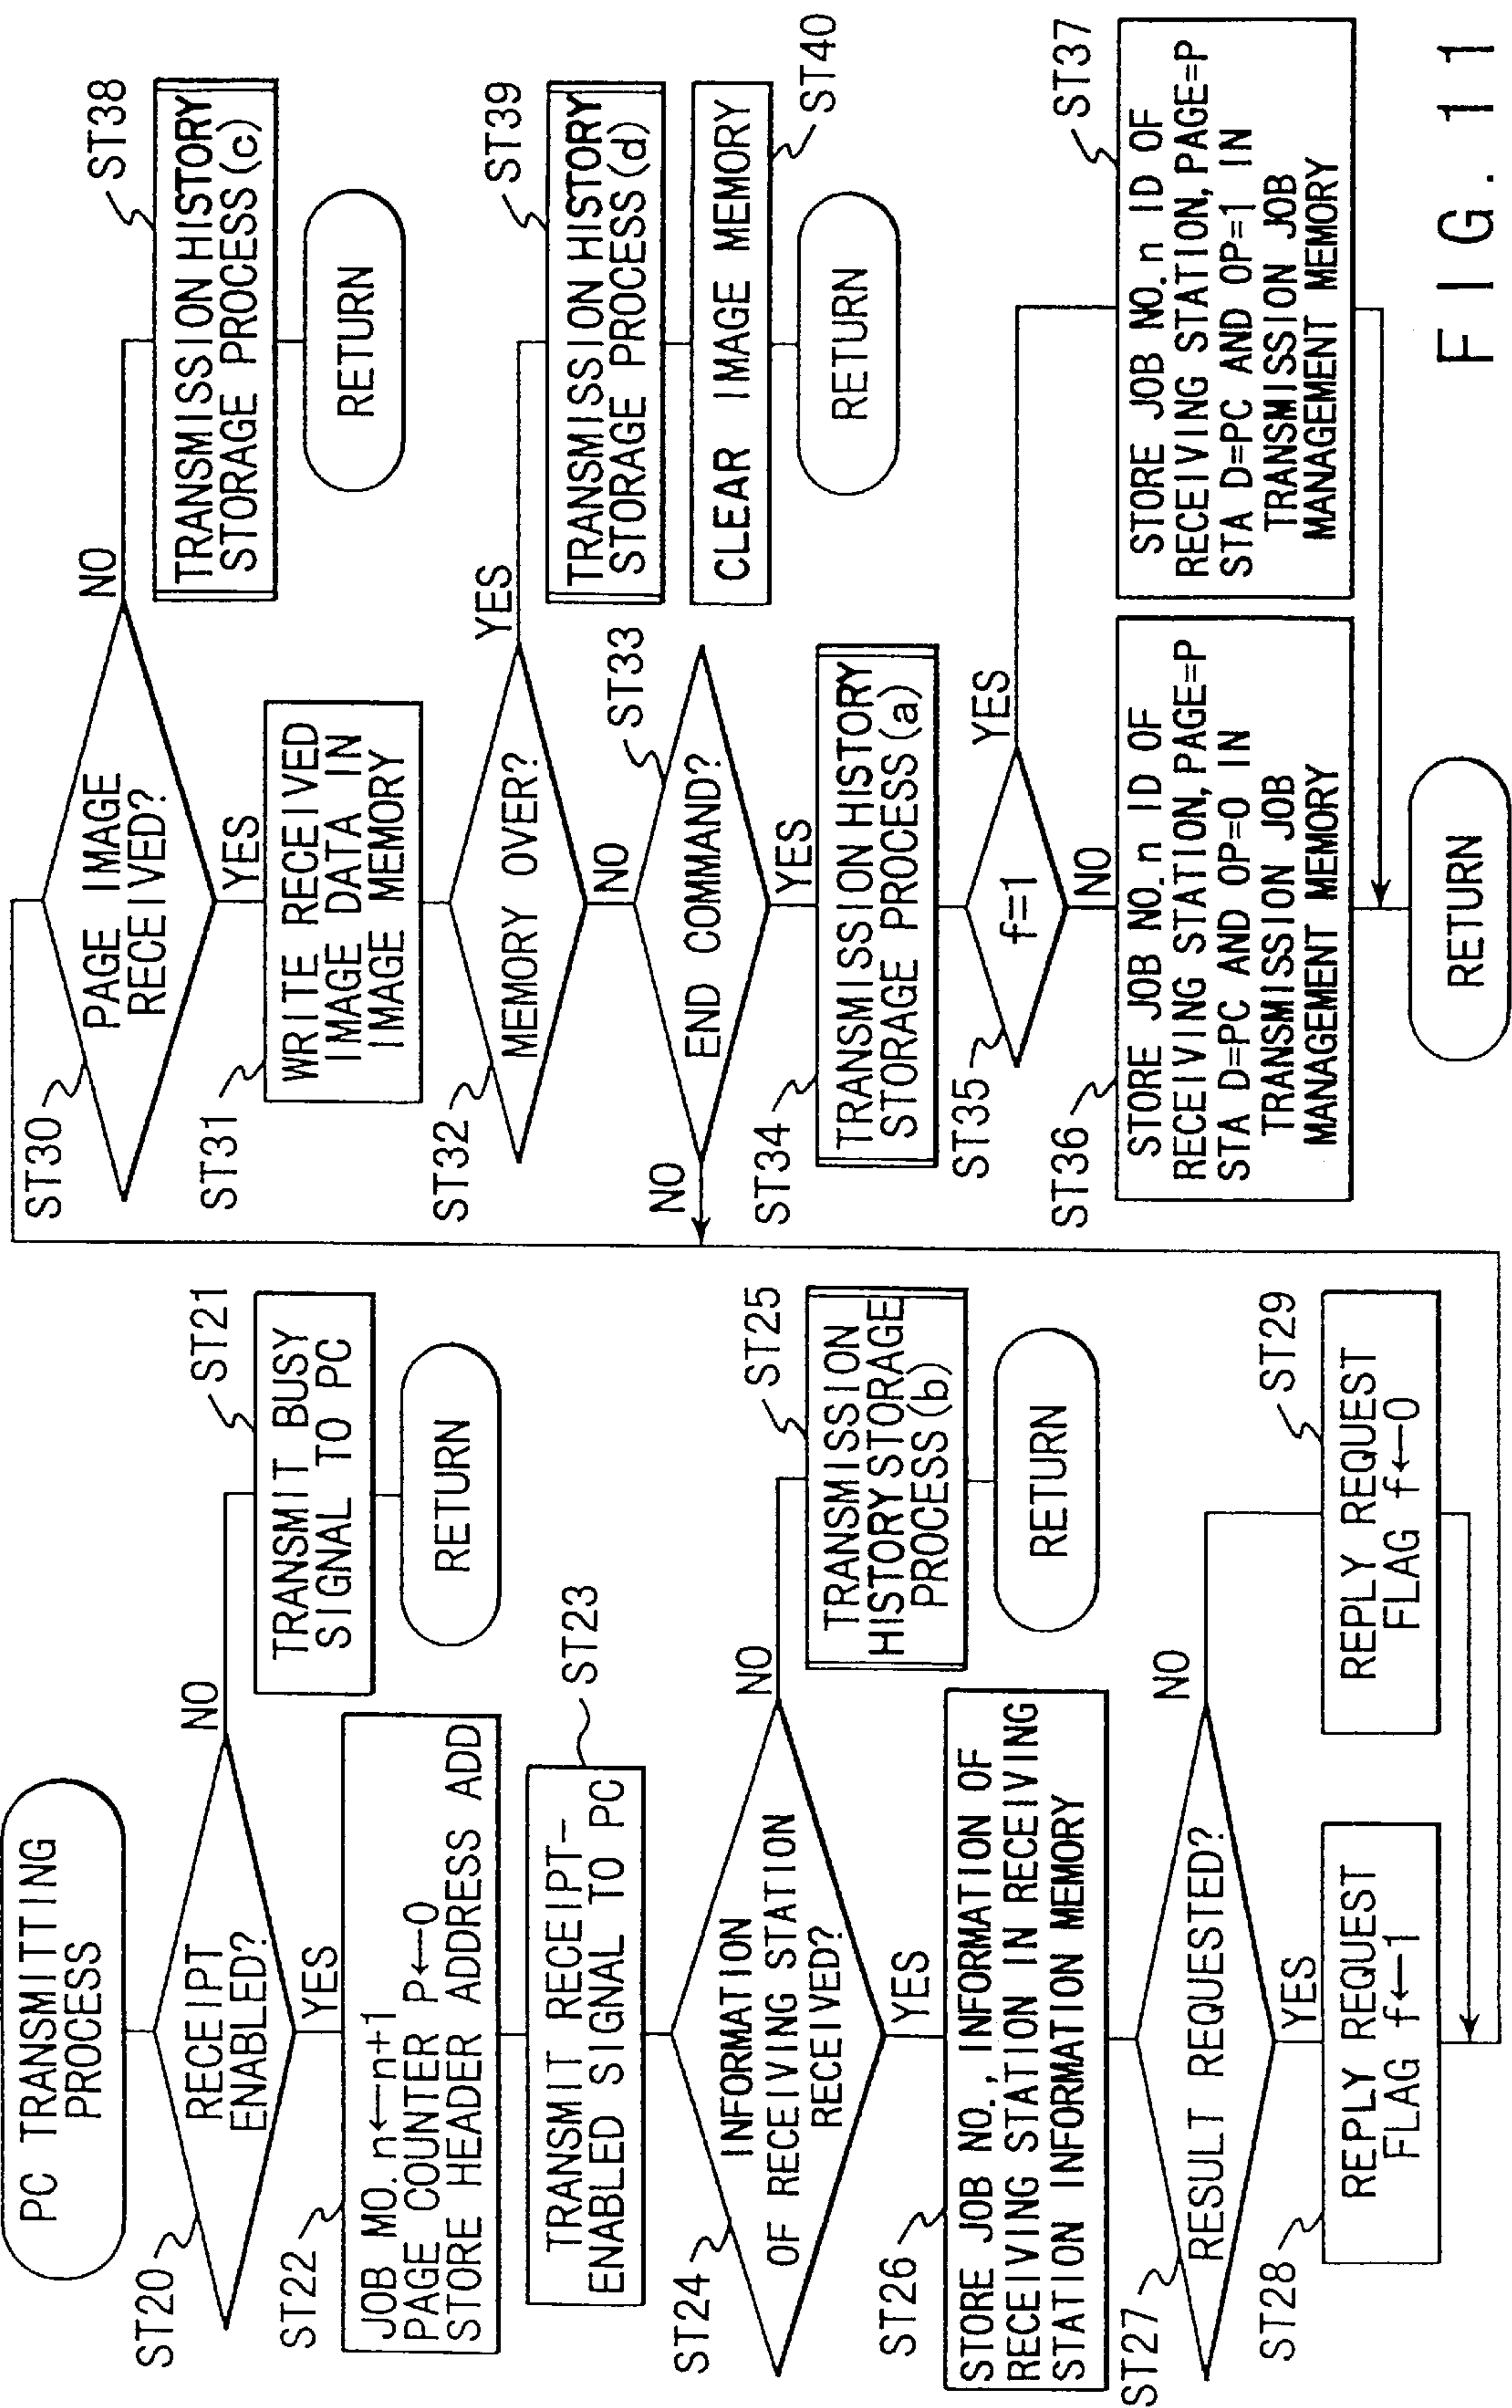 PC TRANSMITTING
PROCESS
ST20
RECEIPT
ENABLED?
NO
ST21
TRANSMIT BUSY
SIGNAL TO PC
RETURN
YES
ST22
JOB MO. n←n+1
PAGE COUNTER P←0
STORE HEADER ADDRESS ADD
ST23
TRANSMIT RECEIPT-
ENABLED SIGNAL TO PC
ST24
INFORMATION
OF RECEIVING STATION
RECEIVED?
NO
ST25
TRANSMISSION
HISTORY STORAGE
PROCESS (b)
RETURN
YES
ST26
STORE JOB NO., INFORMATION OF
RECEIVING STATION IN RECEIVING
STATION INFORMATION MEMORY
ST27
RESULT REQUESTED?
NO
ST29
REPLY REQUEST
FLAG f←0
YES
ST28
REPLY REQUEST
FLAG f←1
ST30
PAGE IMAGE
RECEIVED?
NO
ST38
TRANSMISSION HISTORY
STORAGE PROCESS (c)
RETURN
YES
ST31
WRITE RECEIVED
IMAGE DATA IN
IMAGE MEMORY
ST32
MEMORY OVER?
YES
ST39
TRANSMISSION HISTORY
STORAGE PROCESS (d)
CLEAR IMAGE MEMORY
ST40
RETURN
NO
ST33
END COMMAND?
NO
YES
ST34
TRANSMISSION HISTORY
STORAGE PROCESS (a)
ST35
f=1
YES
ST37
STORE JOB NO. n ID OF
RECEIVING STATION, PAGE=P
STA D=PC AND OP=1 IN
TRANSMISSION JOB
MANAGEMENT MEMORY
NO
ST36
STORE JOB NO. n ID OF
RECEIVING STATION, PAGE=P
STA D=PC AND OP=0 IN
TRANSMISSION JOB
MANAGEMENT MEMORY
RETURN
FIG. 11